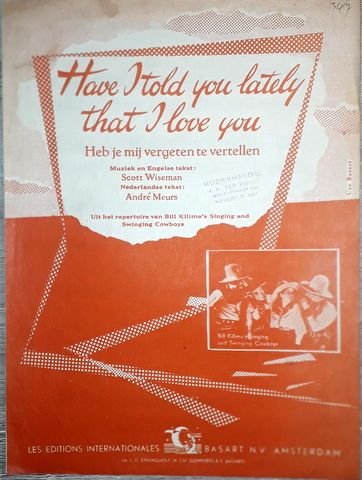 Have I told you lately
that I love you
Heb je mij vergeten te vertellen
Muziek en Engelse tekst:
Scott Wiseman
Nederlandse tekst:
André Meurs
MUZIEKHANDEL
Uit het repertoire van Bill Kilima's Singing and
Swinging Cowboys
Bill Kilima's Singing
and Swinging Cowboys
LES EDITIONS INTERNATIONALES
BASART N.V AMSTERDAM